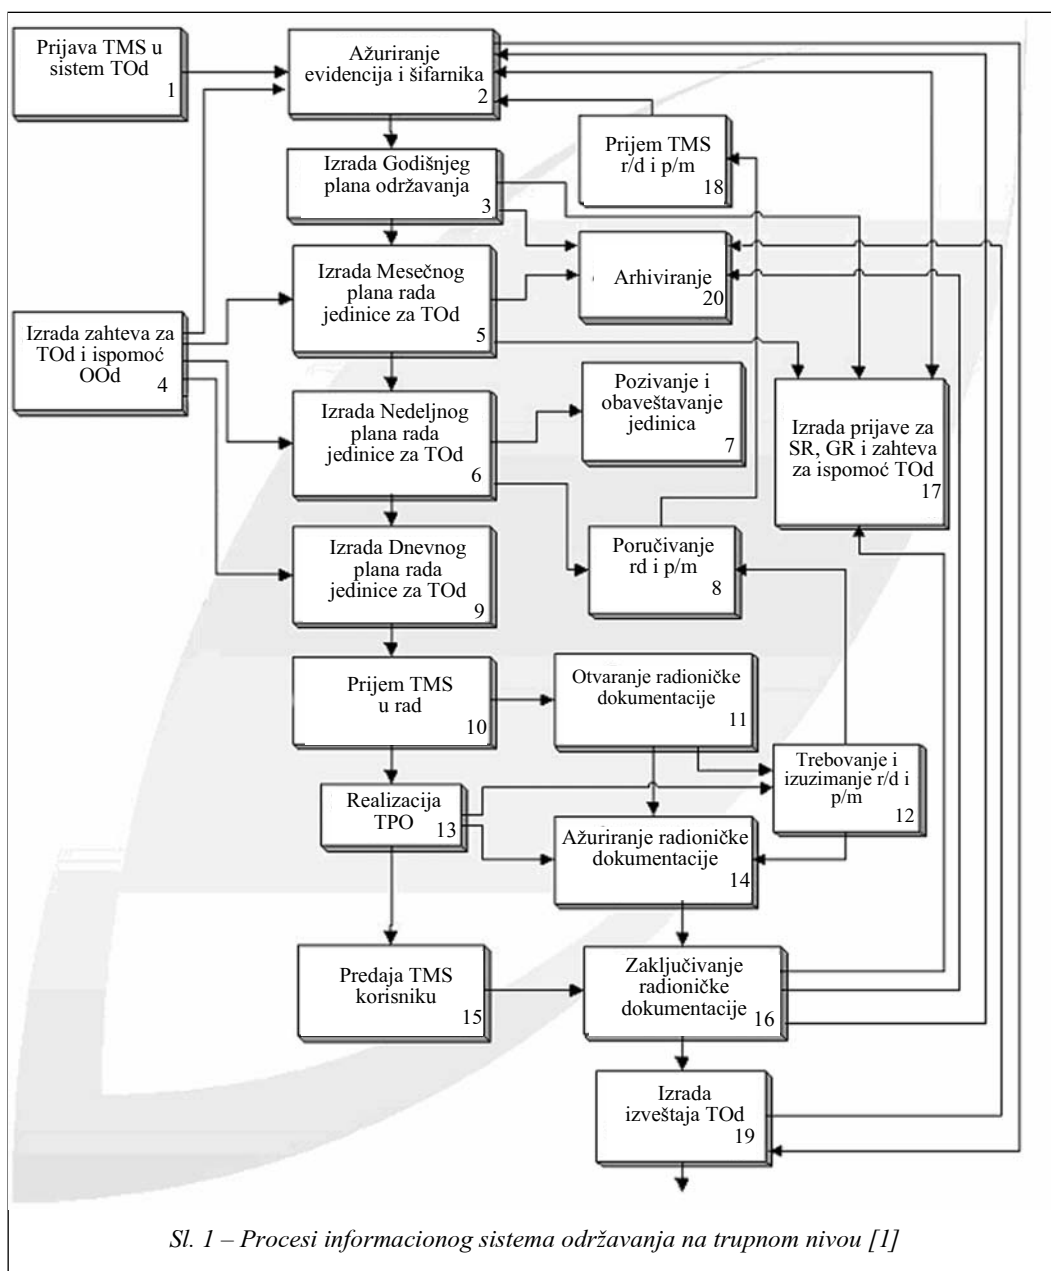 Prijava TMS u
sistem TOd
1
Ažuriranje
evidencija i šifarnika
2
Izrada Godišnjeg
plana održavanja
3
Prijem TMS
r/d i p/m
18
Izrada Mesečnog
plana rada
jedinice za TOd
5
Arhiviranje
20
Izrada zahteva za
TOd i ispomoć
OOd
4
Izrada Nedeljnog
plana rada
jedinice za TOd
6
Pozivanje i
obaveštavanje
jedinica
7
Izrada prijave za
SR, GR i zahteva
za ispomoć TOd
17
Izrada Dnevnog
plana rada
jedinice za TOd
9
Poručivanje
rd i p/m
8
Prijem TMS
u rad
10
Otvaranje radioničke
dokumentacije
11
Realizacija
TPO
13
Trebovanje i
izuzimanje r/d i
p/m
12
Ažuriranje radioničke
dokumentacije
14
Predaja TMS
korisniku
15
Zaključivanje
radioničke
dokumentacije
16
Izrada
izveštaja TOd
19
Sl. 1 – Procesi informacionog sistema održavanja na trupnom nivou [1]